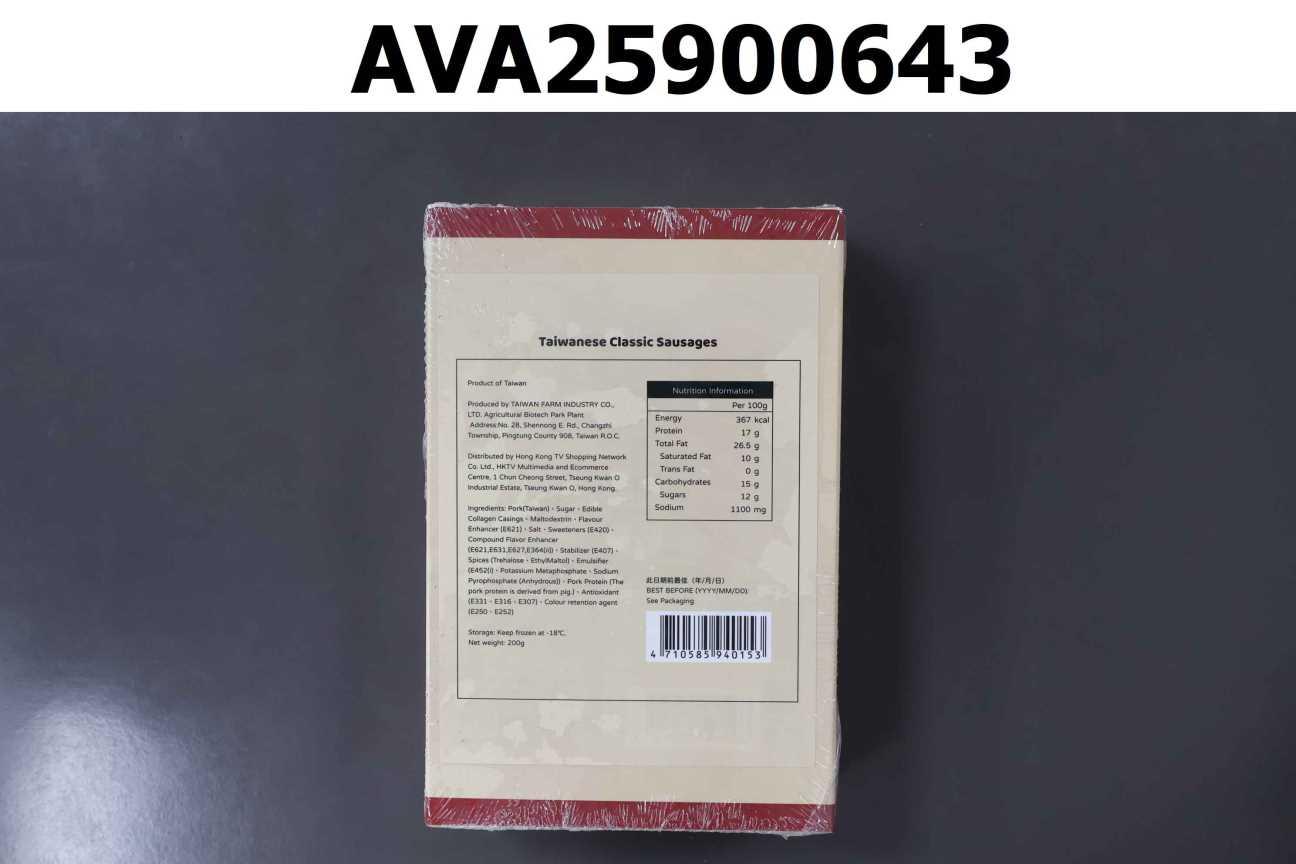 AVA25900643
Taiwanese Classic Sausages
Product of Taiwan
Produced by TAIWAN FARM INDUSTRY CO.,
LTD. Agricultural Biotech Park Plant
Address:No. 28, Shennong E. Rd., Changzhi
Township, Pingtung County 908, Taiwan R.O.C.
Distributed by Hong Kong TV Shopping Network
Co. Ltd., HKTV Multimedia and Ecommerce
Centre, 1 Chun Cheong Street, Tseung Kwan O
Industrial Estate, Tseung Kwan O, Hong Kong.
Ingredients: Pork(Taiwan)、Sugar、Edible
Collagen Casings、Maltodextrin、Flavour
Enhancer (E621)、Salt、Sweeteners (E420)、
Compound Flavor Enhancer
(E621,E631,E627,E364(ii))、Stabilizer (E407)、
Spices (Trehalose、EthylMaltol)、Emulsifier
(E452(i)、Potassium Metaphosphate、Sodium
Pyrophosphate (Anhydrous))、Pork Protein (The
pork protein is derived from pig.)、Antioxidant
(E331、E316、E307)、Colour retention agent
(E250、E252)
Storage: Keep frozen at -18℃.
Net weight: 200g
Nutrition Information
Per 100g
Energy 367 kcal
Protein 17 g
Total Fat 26.5 g
Saturated Fat 10 g
Trans Fat 0 g
Carbohydrates 15 g
Sugars 12 g
Sodium 1100 mg
此日期前最佳（年/月/日）
BEST BEFORE (YYYY/MM/DD):
See Packaging
4 710585 940153